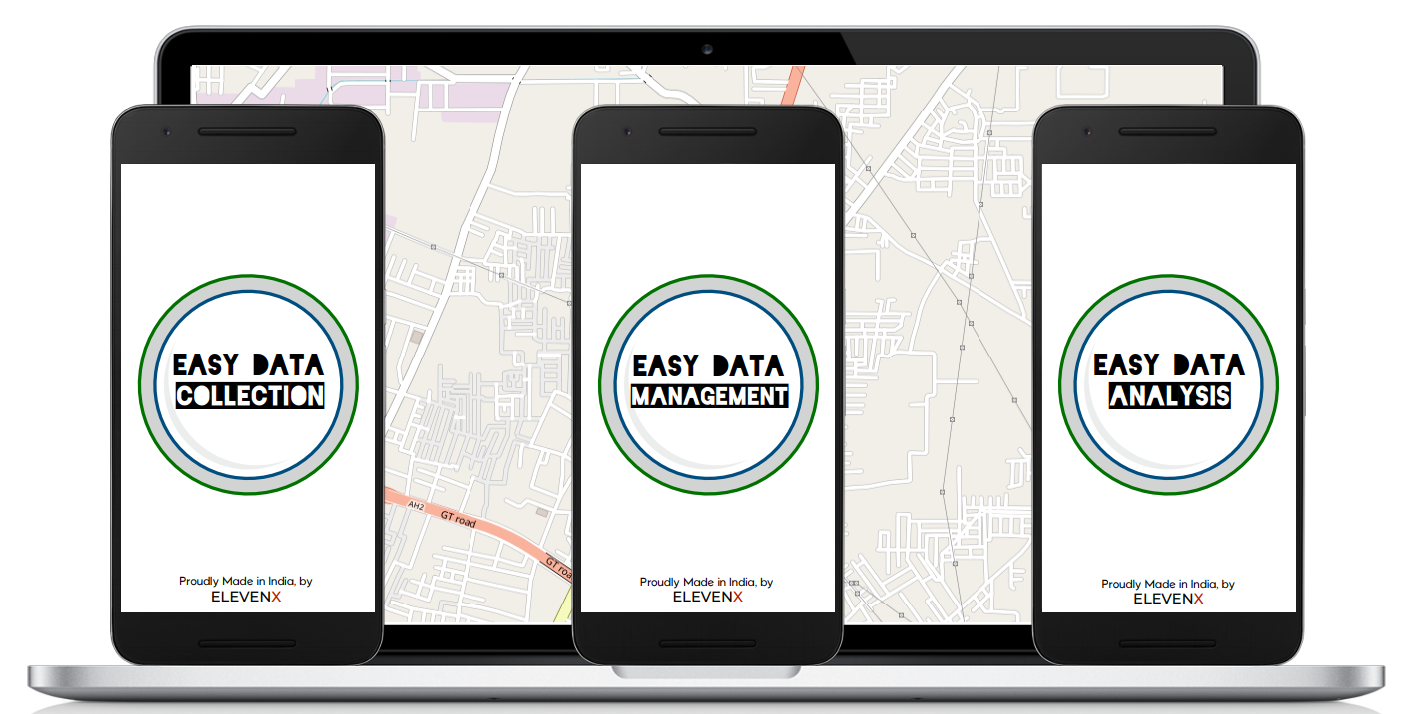 EASY DATA
COLLECTION
Proudly Made in India, by
ELEVENX
EASY DATA
MANAGEMENT
Proudly Made in India, by
ELEVENX
EASY DATA
ANALYSIS
Proudly Made in India, by
ELEVENX
AH2
GT road
GT roa